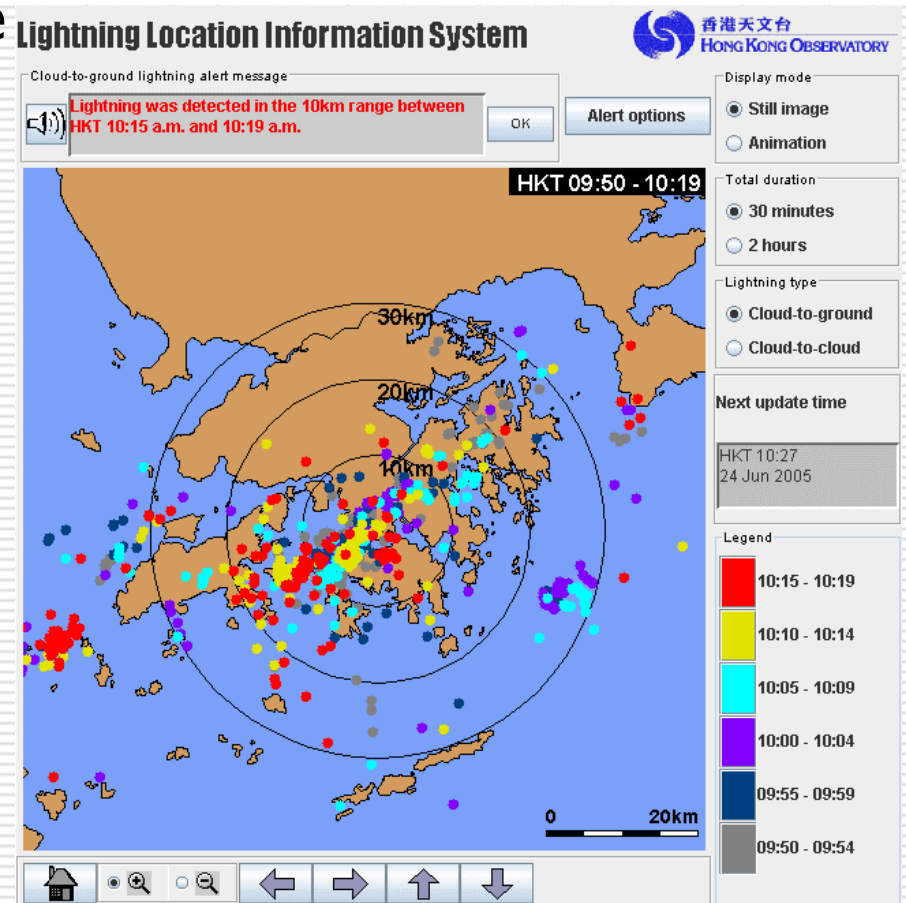 e
Lightning Location Information System
香港天文台
HONG KONG OBSERVATORY
Cloud-to-ground lightning alert message
Lightning was detected in the 10km range between
HKT 10:15 a.m. and 10:19 a.m.
OK
Alert options
Display mode
Still image
Animation
HKT 09:50 - 10:19
Total duration
30 minutes
2 hours
Lightning type
Cloud-to-ground
Cloud-to-cloud
30km
20km
10km
Next update time
HKT 10:27
24 Jun 2005
Legend
10:15 - 10:19
10:10 - 10:14
10:05 - 10:09
10:00 - 10:04
09:55 - 09:59
09:50 - 09:54
0 20km